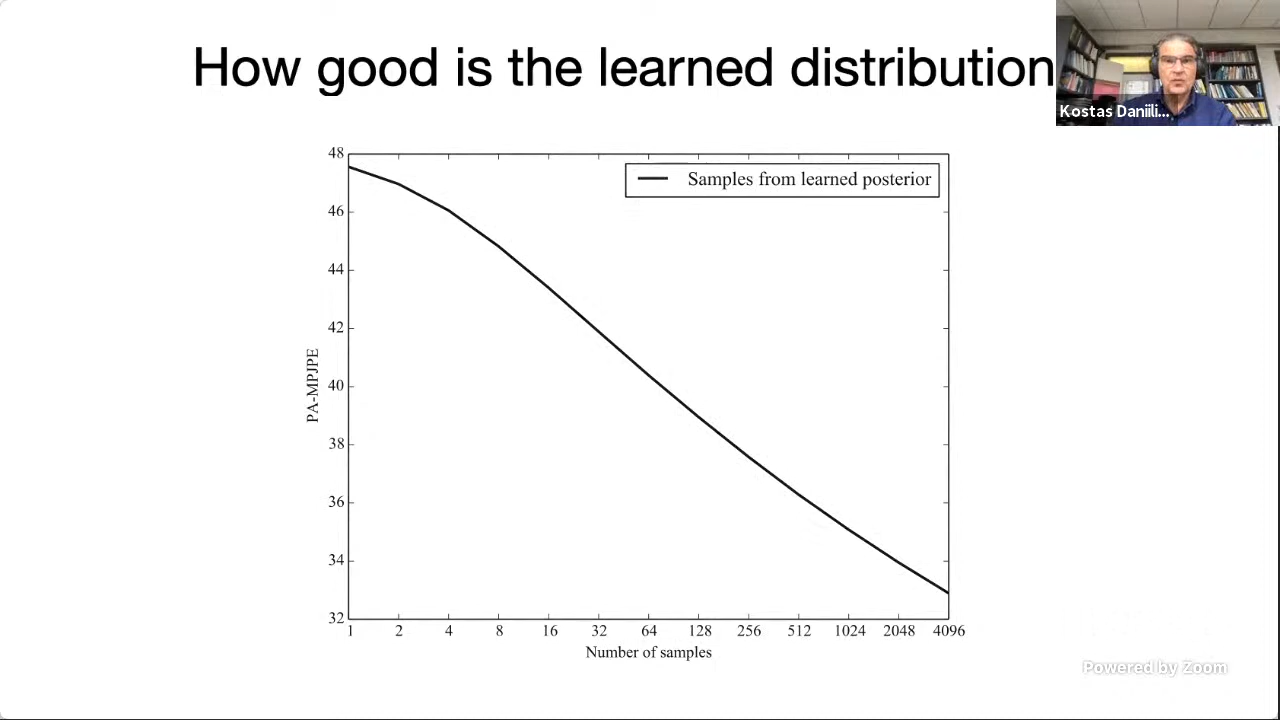 How good is the learned distribution
Kostas Daniili...
Samples from learned posterior
48
46
44
42
40
38
36
34
32
PA-MPJPE
1 2 4 8 16 32 64 128 256 512 1024 2048 4096
Number of samples
Powered by Zoom